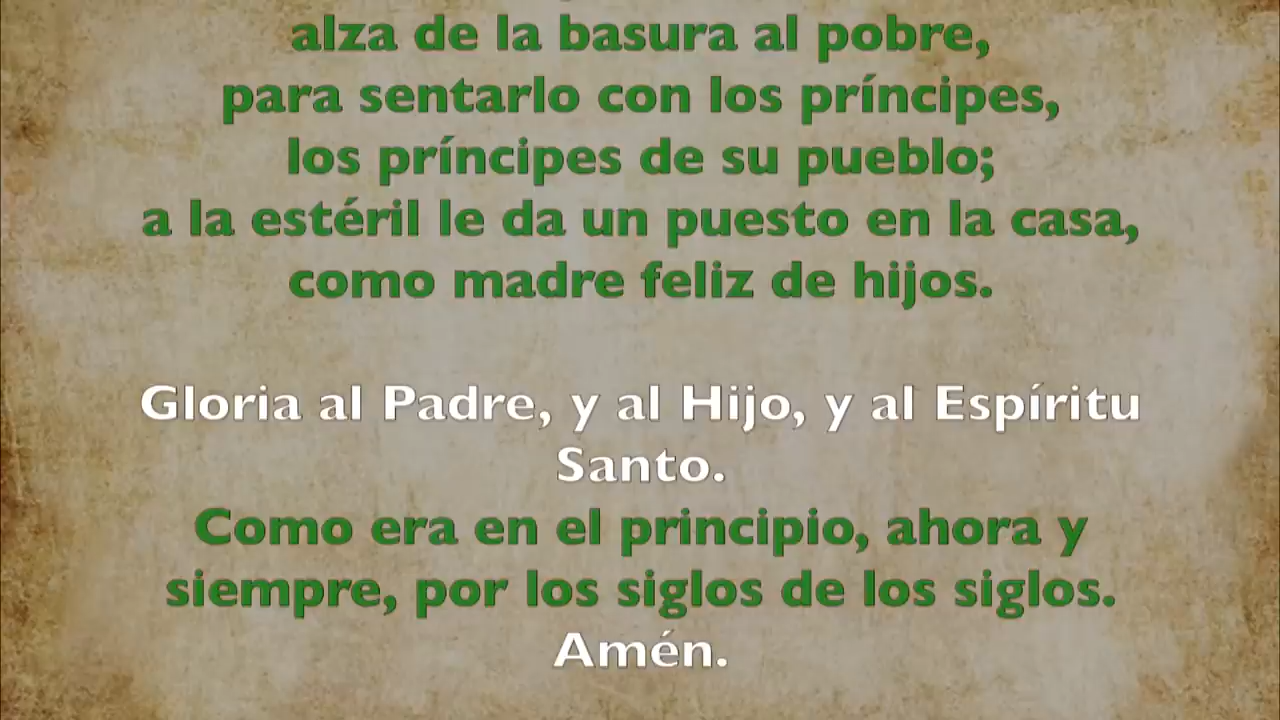 alza de la basura al pobre,
para sentarlo con los príncipes,
los príncipes de su pueblo;
a la estéril le da un puesto en la casa,
como madre feliz de hijos.
Gloria al Padre, y al Hijo, y al Espíritu
Santo.
Como era en el principio, ahora y
siempre, por los siglos de los siglos.
Amén.